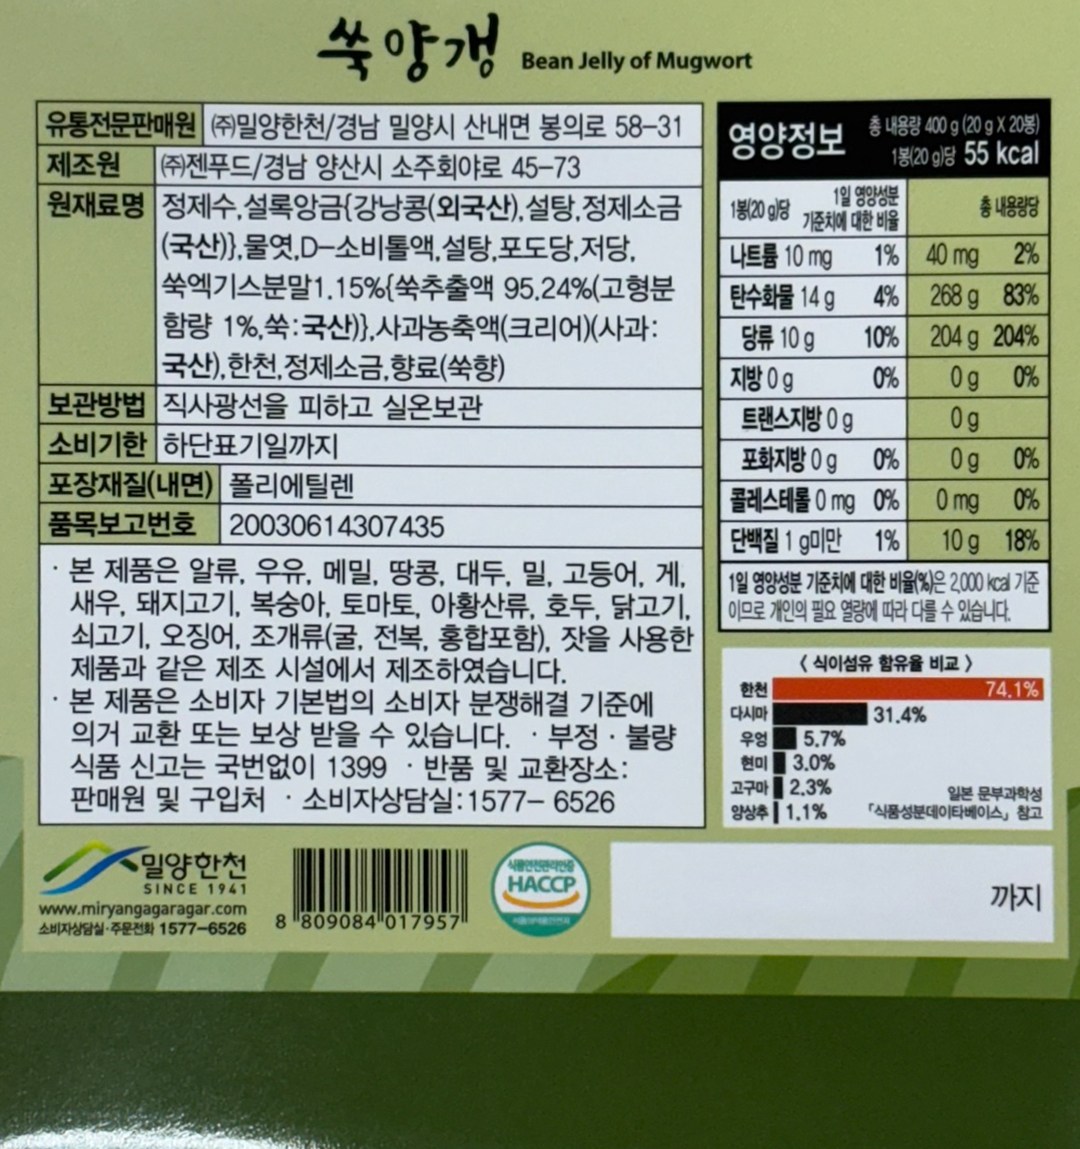 쑥양갱 Bean Jelly of Mugwort
유통전문판매원 ㈜밀양한천/경남 밀양시 산내면 봉의로 58-31
제조원 ㈜젠푸드/경남 양산시 소주회야로 45-73
원재료명 정제수,설록앙금{강낭콩(외국산),설탕,정제소금
(국산)},물엿,D-소비톨액,설탕,포도당,저당,
쑥엑기스분말1.15%{쑥추출액 95.24%(고형분
함량 1%,쑥:국산)},사과농축액(크리어)(사과:
국산),한천,정제소금,향료(쑥향)
보관방법 직사광선을 피하고 실온보관
소비기한 하단표기일까지
포장재질(내면) 폴리에틸렌
품목보고번호 20030614307435
· 본 제품은 알류, 우유, 메밀, 땅콩, 대두, 밀, 고등어, 게,
새우, 돼지고기, 복숭아, 토마토, 아황산류, 호두, 닭고기,
쇠고기, 오징어, 조개류(굴, 전복, 홍합포함), 잣을 사용한
제품과 같은 제조 시설에서 제조하였습니다.
· 본 제품은 소비자 기본법의 소비자 분쟁해결 기준에
의거 교환 또는 보상 받을 수 있습니다. · 부정 · 불량
식품 신고는 국번없이 1399 · 반품 및 교환장소:
판매원 및 구입처 · 소비자상담실:1577- 6526
영양정보 총 내용량 400 g (20 g X 20봉)
1봉(20 g)당 55 kcal
1봉(20 g)당 1일 영양성분 기준치에 대한 비율 총 내용량당
나트륨 10 mg 1% 40 mg 2%
탄수화물 14 g 4% 268 g 83%
당류 10 g 10% 204 g 204%
지방 0 g 0% 0 g 0%
트랜스지방 0 g 0 g
포화지방 0 g 0% 0 g 0%
콜레스테롤 0 mg 0% 0 mg 0%
단백질 1 g미만 1% 10 g 18%
1일 영양성분 기준치에 대한 비율(%)은 2,000 kcal 기준
이므로 개인의 필요 열량에 따라 다를 수 있습니다.
〈 식이섬유 함유율 비교 〉
한천 74.1%
다시마 31.4%
우엉 5.7%
현미 3.0%
고구마 2.3%
양상추 1.1%
일본 문부과학성
「식품성분데이타베이스」 참고
밀양한천
SINCE 1941
www.miryangagaragar.com
소비자상담실·주문전화 1577-6526
8 809084 017957
식품안전관리인증
HACCP
까지